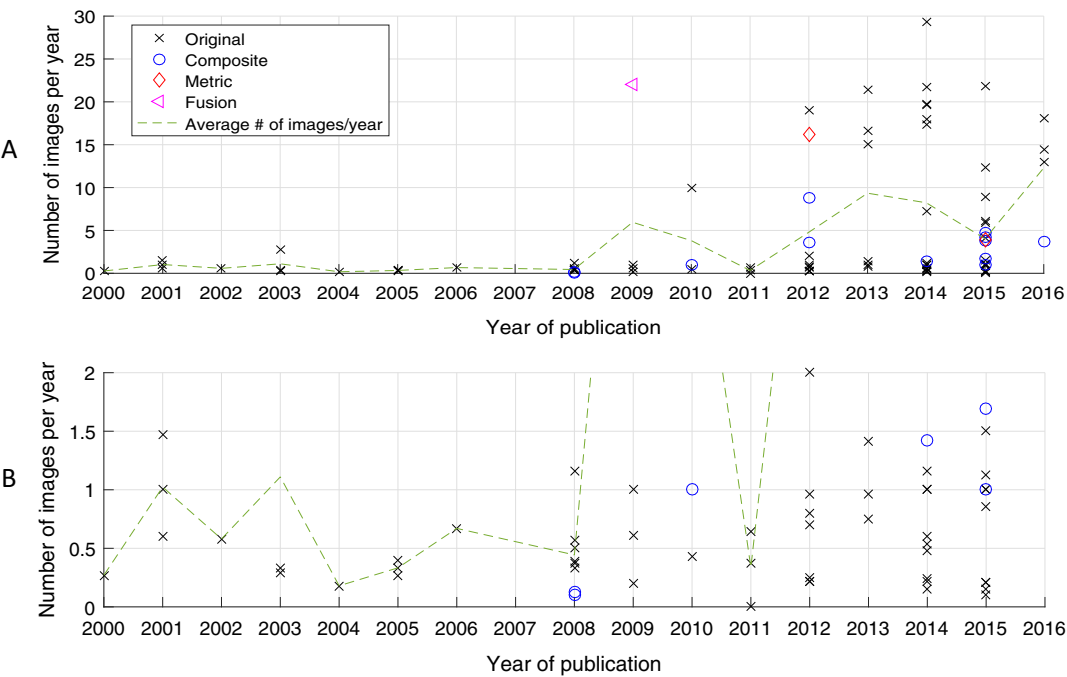 A
Number of images per year
30
25
20
15
10
5
0
Original
Composite
Metric
Fusion
Average # of images/year
2000 2001 2002 2003 2004 2005 2006 2007 2008 2009 2010 2011 2012 2013 2014 2015 2016
Year of publication
B
Number of images per year
2
1.5
1
0.5
0
2000 2001 2002 2003 2004 2005 2006 2007 2008 2009 2010 2011 2012 2013 2014 2015 2016
Year of publication